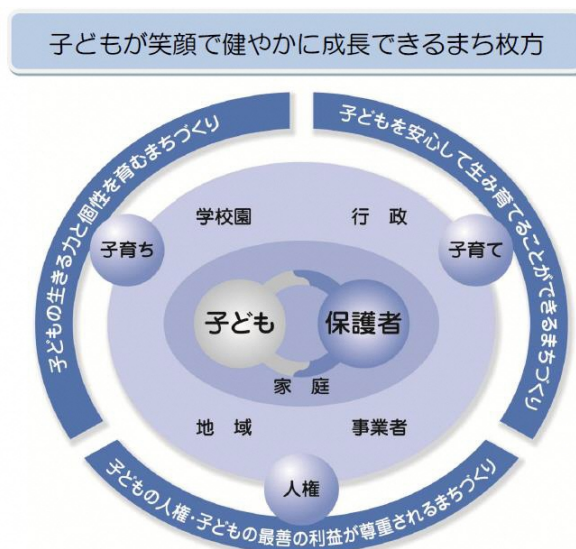 子どもが笑顔で健やかに成長できるまち枚方
子どもの生きる力と個性を育むまちづくり
子どもを安心して生み育てることができるまちづくり
学校園
行 政
子育ち
子育て
子ども
保護者
家 庭
地 域
事業者
人権
子どもの人権・子どもの最善の利益が尊重されるまちづくり